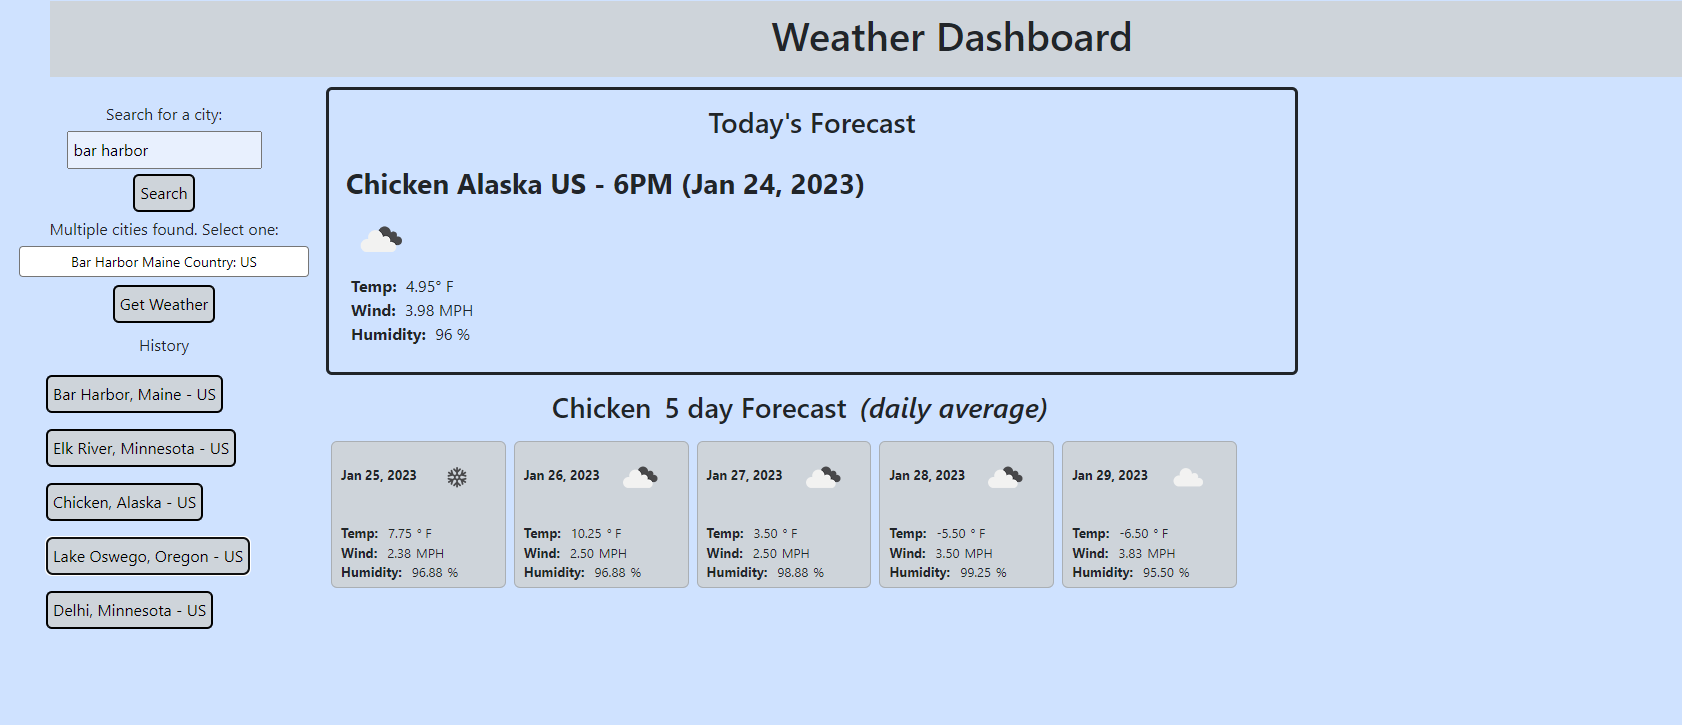 Weather Dashboard
Search for a city:
bar harbor
Search
Multiple cities found. Select one:
Bar Harbor Maine Country: US
Get Weather
History
Bar Harbor, Maine - US
Elk River, Minnesota - US
Chicken, Alaska - US
Lake Oswego, Oregon - US
Delhi, Minnesota - US
Today's Forecast
Chicken Alaska US - 6PM (Jan 24, 2023)
Temp: 4.95° F
Wind: 3.98 MPH
Humidity: 96 %
Chicken 5 day Forecast (daily average)
Jan 25, 2023
Temp: 7.75 ° F
Wind: 2.38 MPH
Humidity: 96.88 %
Jan 26, 2023
Temp: 10.25 ° F
Wind: 2.50 MPH
Humidity: 96.88 %
Jan 27, 2023
Temp: 3.50 ° F
Wind: 2.50 MPH
Humidity: 98.88 %
Jan 28, 2023
Temp: -5.50 ° F
Wind: 3.50 MPH
Humidity: 99.25 %
Jan 29, 2023
Temp: -6.50 ° F
Wind: 3.83 MPH
Humidity: 95.50 %